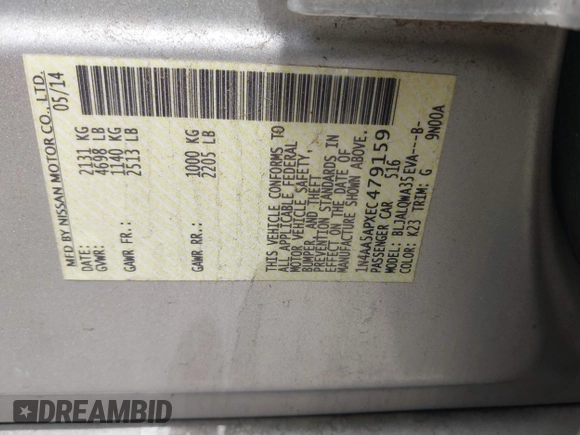 MFD BY NISSAN MOTOR CO., LTD.
05/14
GVWR: 2131 KG
4698 LB
GAWR FR: 1140 KG
2513 LB
GAWR RR: 1000 KG
2205 LB
THIS VEHICLE CONFORMS TO
ALL APPLICABLE FEDERAL
MOTOR VEHICLE SAFETY,
BUMPER, AND THEFT
PREVENTION STANDARDS IN
EFFECT ON THE DATE OF
MANUFACTURE SHOWN ABOVE.
1N4AA5APXEC479159
PASSENGER CAR 516
MODEL: BLJALOWA35EVA---B-
COLOR: K23 TRIM: G 9N00A
DREAMBID